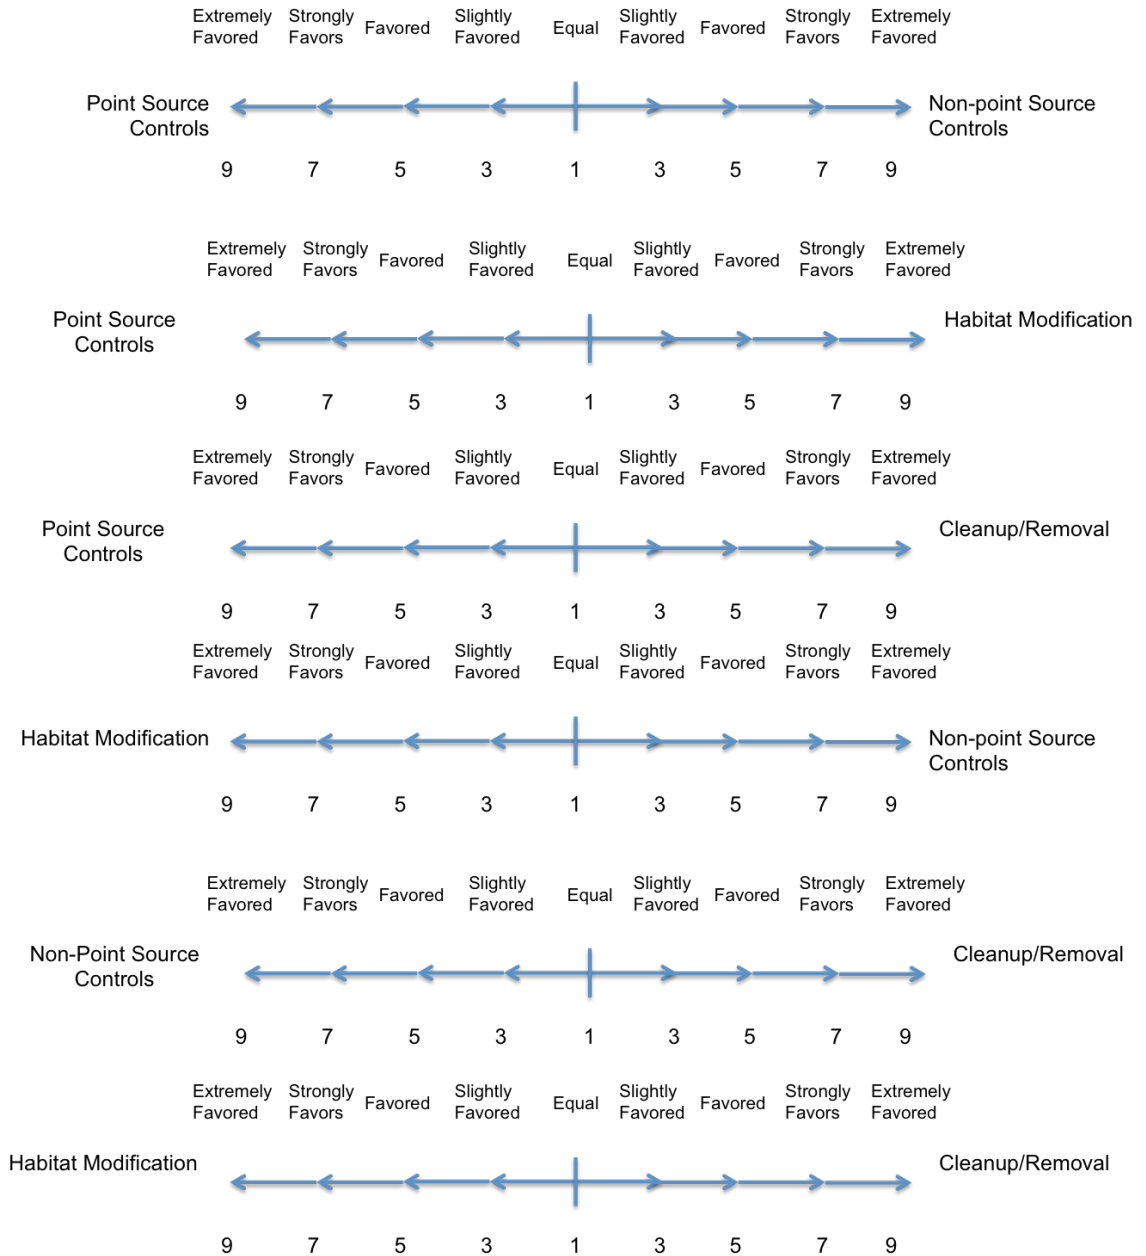 Extremely Favored Strongly Favors Favored Slightly Favored Equal Slightly Favored Favored Strongly Favors Extremely Favored
Point Source Controls Non-point Source Controls
9 7 5 3 1 3 5 7 9
Extremely Favored Strongly Favors Favored Slightly Favored Equal Slightly Favored Favored Strongly Favors Extremely Favored
Point Source Controls Habitat Modification
9 7 5 3 1 3 5 7 9
Extremely Favored Strongly Favors Favored Slightly Favored Equal Slightly Favored Favored Strongly Favors Extremely Favored
Point Source Controls Cleanup/Removal
9 7 5 3 1 3 5 7 9
Extremely Favored Strongly Favors Favored Slightly Favored Equal Slightly Favored Favored Strongly Favors Extremely Favored
Habitat Modification Non-point Source Controls
9 7 5 3 1 3 5 7 9
Extremely Favored Strongly Favors Favored Slightly Favored Equal Slightly Favored Favored Strongly Favors Extremely Favored
Non-Point Source Controls Cleanup/Removal
9 7 5 3 1 3 5 7 9
Extremely Favored Strongly Favors Favored Slightly Favored Equal Slightly Favored Favored Strongly Favors Extremely Favored
Habitat Modification Cleanup/Removal
9 7 5 3 1 3 5 7 9